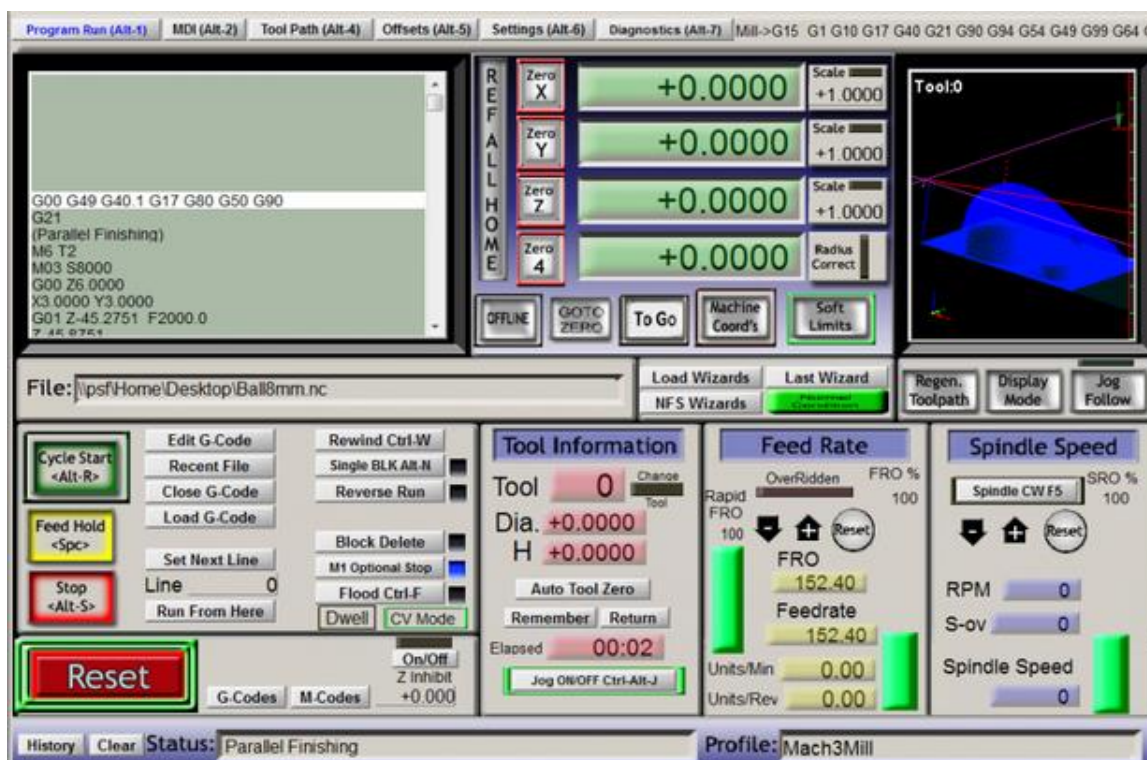 Program Run (Alt-1) MDI (Alt-2) Tool Path (Alt-4) Offsets (Alt-5) Settings (Alt-6) Diagnostics (Alt-7) Mill->G15 G1 G10 G17 G40 G21 G90 G94 G54 G49 G99 G64
G00 G49 G40.1 G17 G80 G50 G90
G21
(Parallel Finishing)
M6 T2
M03 S8000
G00 Z6.0000
X3.0000 Y3.0000
G01 Z-45.2751 F2000.0
Z-45.8751
REF ALL HOME
Zero X +0.0000 Scale +1.0000
Zero Y +0.0000 Scale +1.0000
Zero Z +0.0000 Scale +1.0000
Zero 4 +0.0000 Radius Correct
OFFLINE GOTO ZERO To Go Machine Coord's Soft Limits
Tool:0
File: \\psf\Home\Desktop\Ball8mm.nc
Load Wizards Last Wizard
NFS Wizards
Regen. Toolpath Display Mode Jog Follow
Cycle Start <Alt-R>
Feed Hold <Spc>
Stop <Alt-S>
Edit G-Code
Recent File
Close G-Code
Load G-Code
Set Next Line
Line 0
Run From Here
Rewind Ctrl-W
Single BLK Alt-N
Reverse Run
Block Delete
M1 Optional Stop
Flood Ctrl-F
Dwell CV Mode
Reset
G-Codes M-Codes
On/Off
Z Inhibit
+0.000
Tool Information
Tool 0 Change Tool
Dia. +0.0000
H +0.0000
Auto Tool Zero
Remember Return
Elapsed 00:02
Jog ON/OFF Ctrl-Alt-J
Feed Rate
OverRidden FRO % 100
Rapid FRO 100
Reset
FRO
152.40
Feedrate
152.40
Units/Min 0.00
Units/Rev 0.00
Spindle Speed
Spindle CW F5 SRO % 100
Reset
RPM 0
S-ov 0
Spindle Speed
0
History Clear Status: Parallel Finishing Profile: Mach3Mill